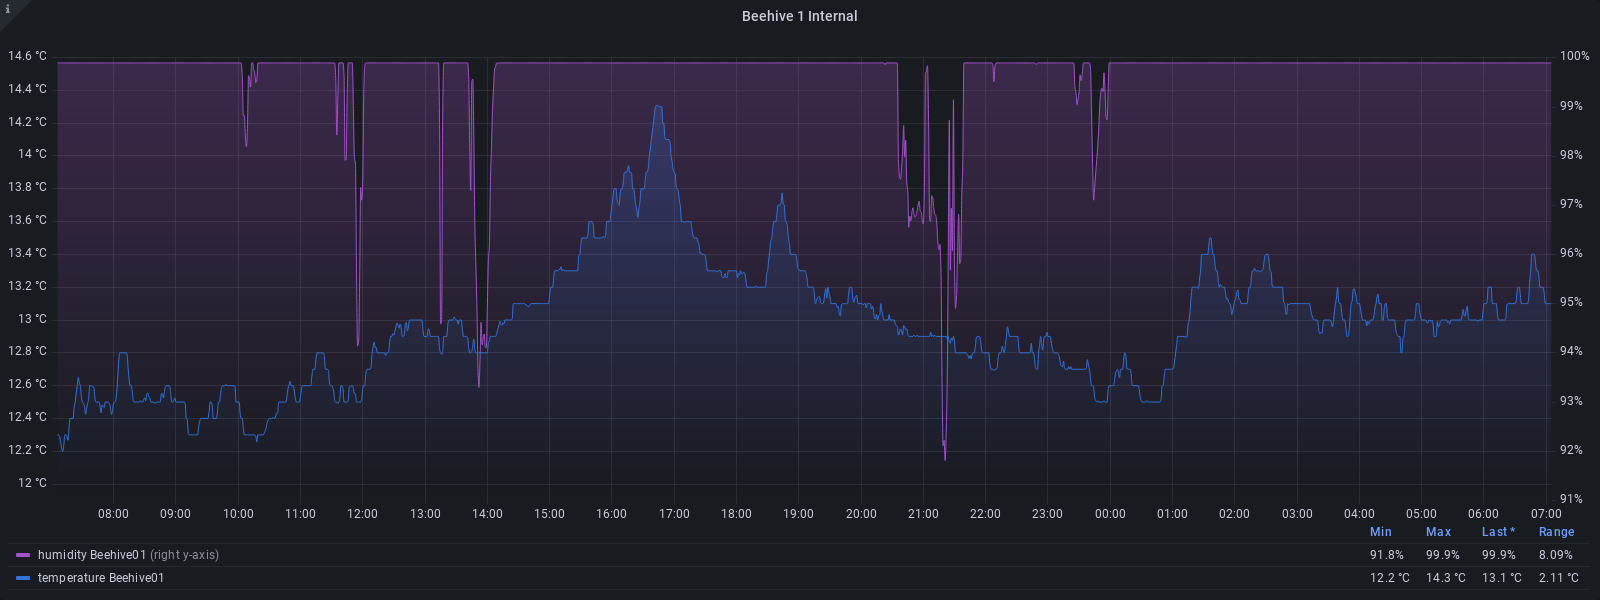 i
Beehive 1 Internal
14.6 °C 100%
14.4 °C
99%
14.2 °C
14 °C 98%
13.8 °C
97%
13.6 °C
13.4 °C 96%
13.2 °C
95%
13 °C
12.8 °C 94%
12.6 °C
93%
12.4 °C
12.2 °C 92%
12 °C
91%
08:00 09:00 10:00 11:00 12:00 13:00 14:00 15:00 16:00 17:00 18:00 19:00 20:00 21:00 22:00 23:00 00:00 01:00 02:00 03:00 04:00 05:00 06:00 07:00
Min Max Last * Range
humidity Beehive01 (right y-axis) 91.8% 99.9% 99.9% 8.09%
temperature Beehive01 12.2 °C 14.3 °C 13.1 °C 2.11 °C